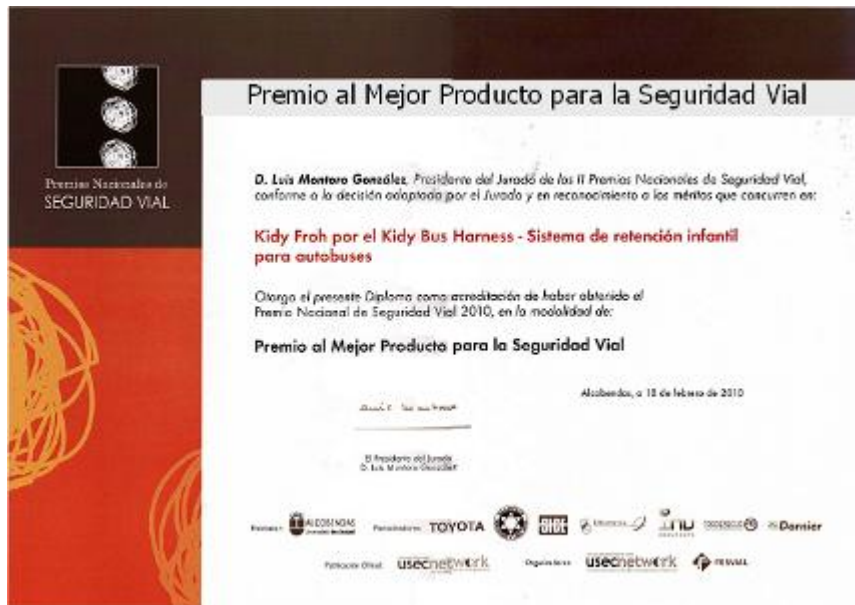 Premio al Mejor Producto para la Seguridad Vial
Premios Nacionales de
SEGURIDAD VIAL
D. Luis Montoro González, Presidente del Jurado de los II Premios Nacionales de Seguridad Vial,
conforme a la decisión adoptada por el Jurado y en reconocimiento a los méritos que concurren en:
Kidy Froh por el Kidy Bus Harness - Sistema de retención infantil
para autobuses
Otorga el presente Diploma como acreditación de haber obtenido el
Premio Nacional de Seguridad Vial 2010, en la modalidad de:
Premio al Mejor Producto para la Seguridad Vial
Alcobendas, a 18 de febrero de 2010
El Presidente del Jurado
D. Luis Montoro González
ALCOBENDAS Patrocinadores: TOYOTA Dornier
Publicación Oficial: usecnetwork usecnetwork FESVIAL